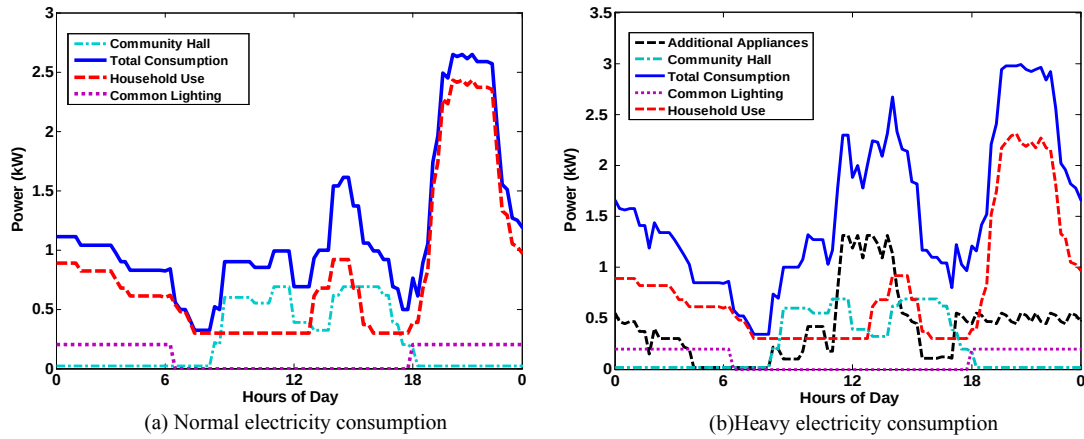 3
2.5
2
1.5
1
0.5
0
Power (kW)
Community Hall
Total Consumption
Household Use
Common Lighting
0 6 12 18 0
Hours of Day
(a) Normal electricity consumption
3.5
3
2.5
2
1.5
1
0.5
0
Power (kW)
Additional Appliances
Community Hall
Total Consumption
Common Lighting
Household Use
0 6 12 18 0
Hours of Day
(b)Heavy electricity consumption